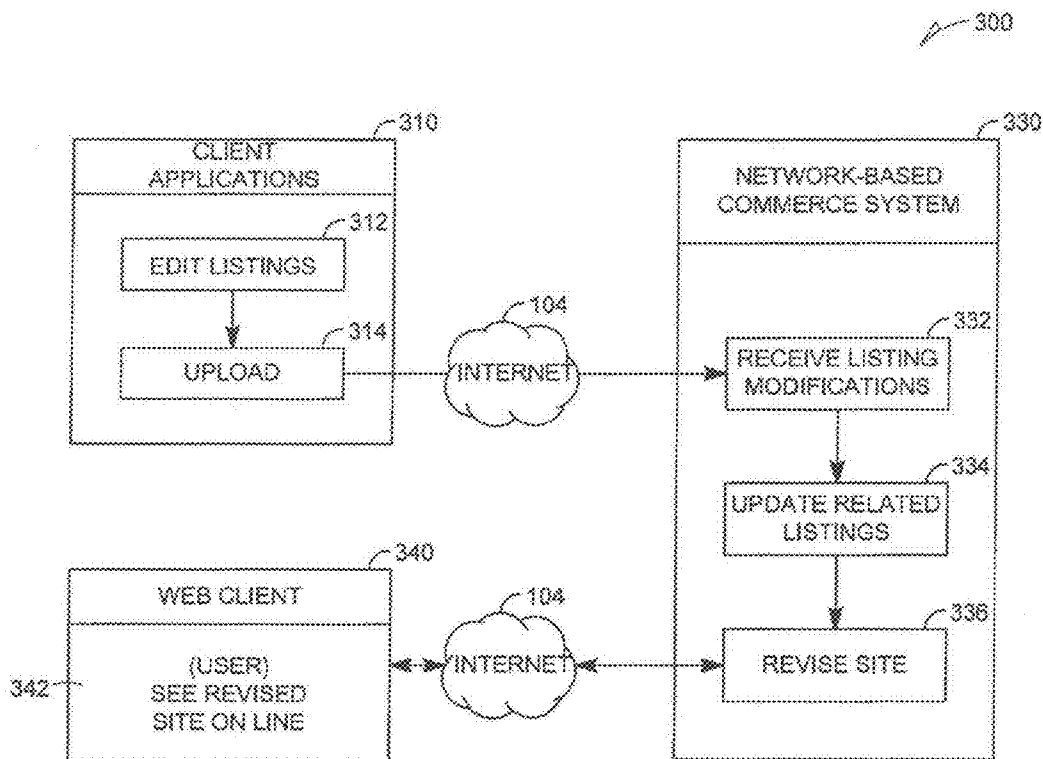 300
310
CLIENT
APPLICATIONS
312
EDIT LISTINGS
314
UPLOAD
104
INTERNET
330
NETWORK-BASED
COMMERCE SYSTEM
332
RECEIVE LISTING
MODIFICATIONS
334
UPDATE RELATED
LISTINGS
336
REVISE SITE
340
WEB CLIENT
342
(USER)
SEE REVISED
SITE ON LINE
104
INTERNET